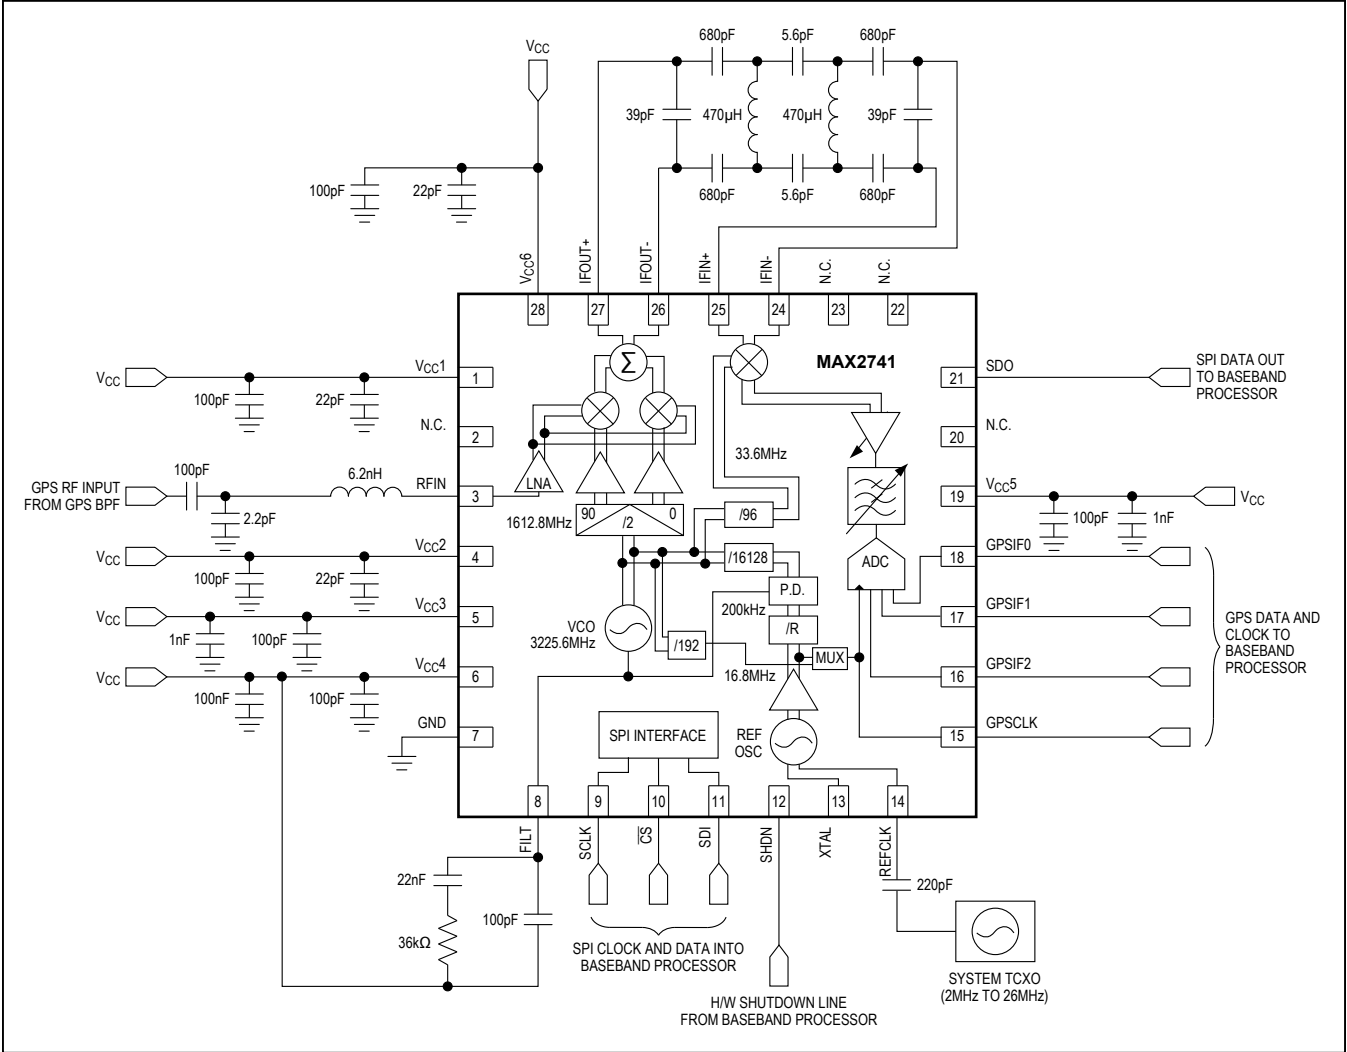 680pF
5.6pF
680pF
VCC
39pF
470µH
470µH
39pF
100pF
22pF
680pF
5.6pF
680pF
VCC6
IFOUT+
IFOUT-
IFIN+
IFIN-
N.C.
N.C.
28
27
26
25
24
23
22
MAX2741
Σ
VCC
VCC1
1
100pF
22pF
21
SDO
SPI DATA OUT
TO BASEBAND
PROCESSOR
N.C.
2
20
N.C.
33.6MHz
GPS RF INPUT
FROM GPS BPF
100pF
6.2nH
RFIN
3
2.2pF
LNA
19
VCC5
VCC
100pF
1nF
1612.8MHz
90
/2
0
/96
VCC
VCC2
4
100pF
22pF
/16128
ADC
18
GPSIF0
P.D.
200kHz
VCC
VCC3
5
1nF
100pF
VCO
3225.6MHz
/R
17
GPSIF1
GPS DATA AND
CLOCK TO
BASEBAND
PROCESSOR
/192
MUX
16.8MHz
VCC
VCC4
6
100nF
100pF
16
GPSIF2
GND
7
SPI INTERFACE
REF
OSC
15
GPSCLK
8
9
10
11
12
13
14
FILT
SCLK
CS
SDI
SHDN
XTAL
REFCLK
22nF
36kΩ
100pF
220pF
SPI CLOCK AND DATA INTO
BASEBAND PROCESSOR
SYSTEM TCXO
(2MHz TO 26MHz)
H/W SHUTDOWN LINE
FROM BASEBAND PROCESSOR